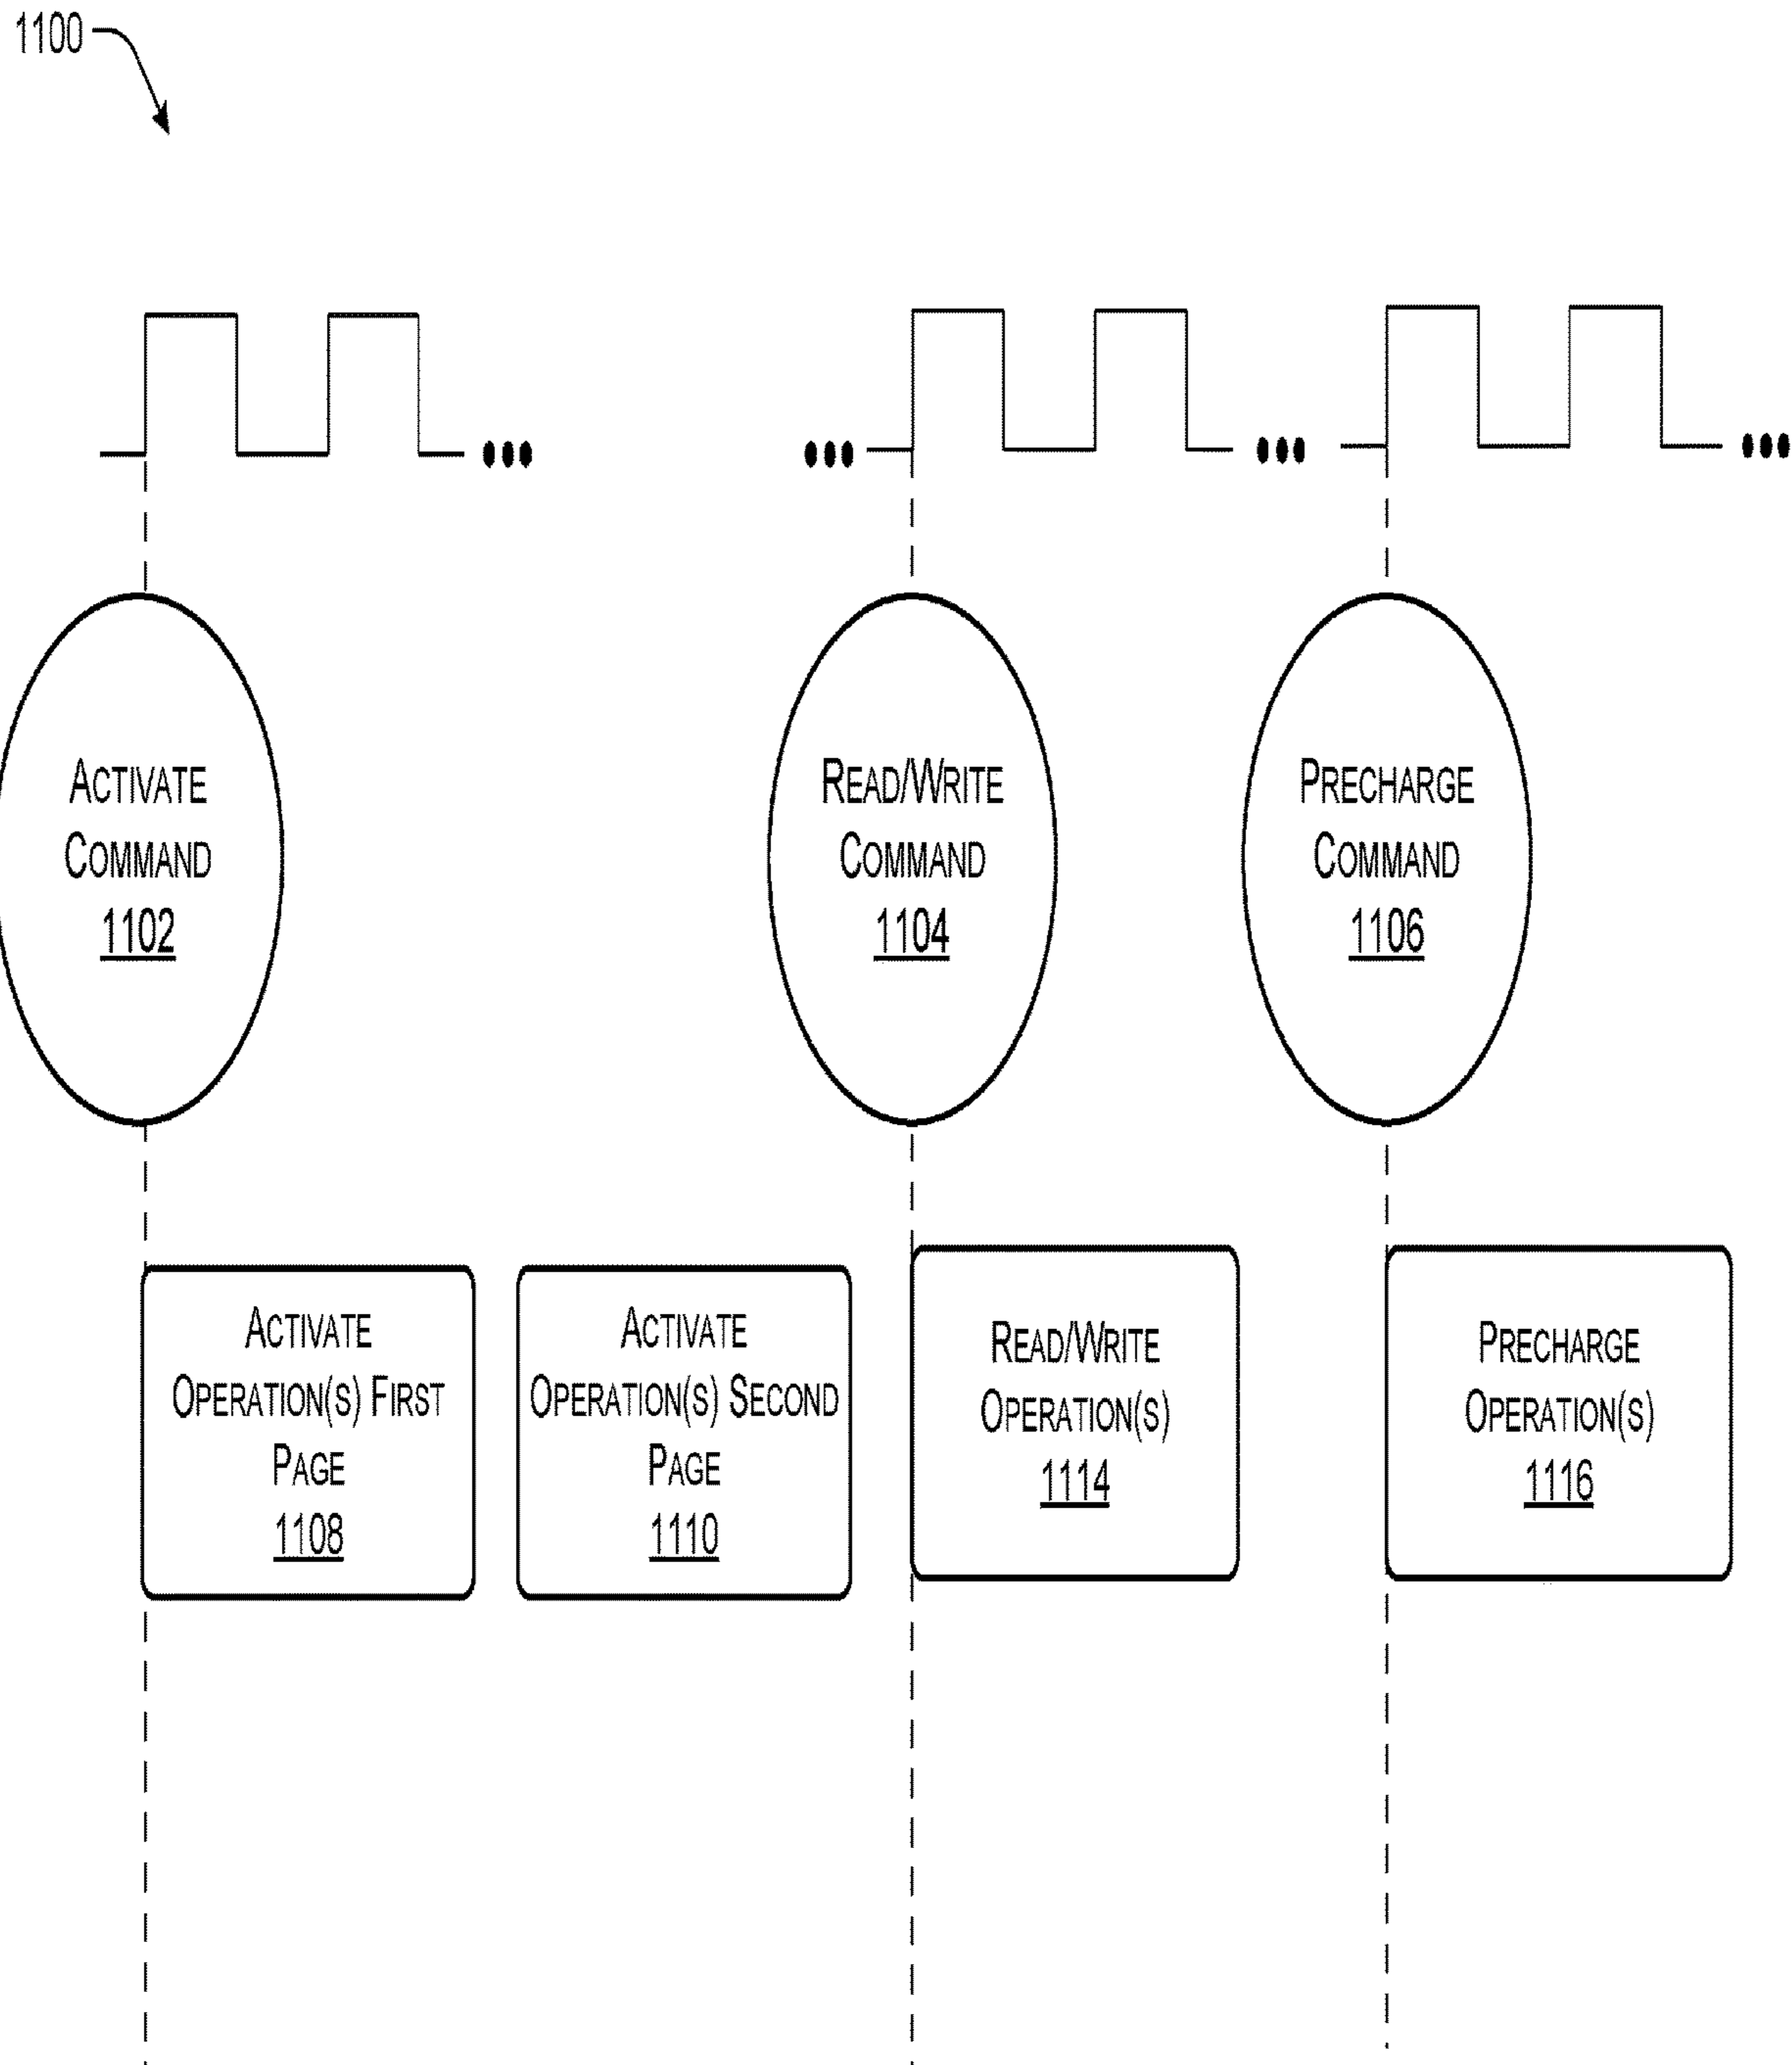 1100
ACTIVATE
COMMAND
1102
READ/WRITE
COMMAND
1104
PRECHARGE
COMMAND
1106
ACTIVATE
OPERATION(S) FIRST
PAGE
1108
ACTIVATE
OPERATION(S) SECOND
PAGE
1110
READ/WRITE
OPERATION(S)
1114
PRECHARGE
OPERATION(S)
1116